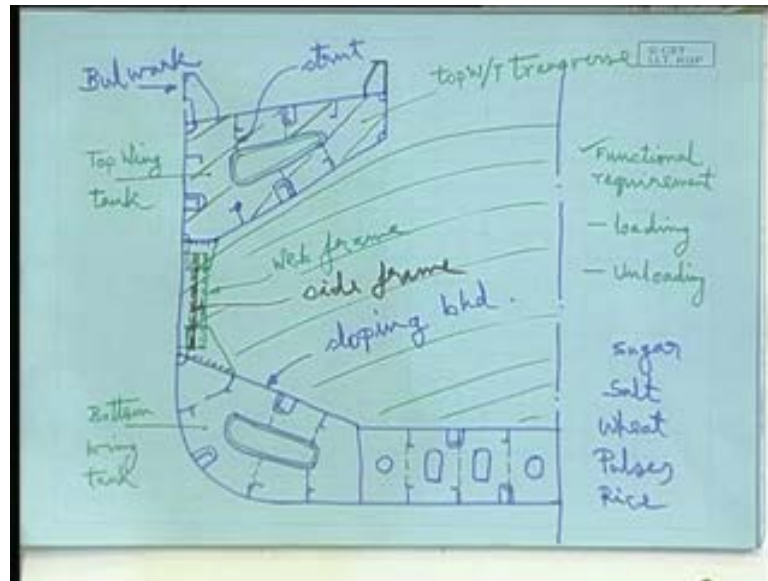 Bulwark
strut
top W/T transverse
Top Wing
tank
Functional
requirement
- loading
- Unloading
Web frame
side frame
sloping bhd.
Bottom
wing
tank
Sugar
Salt
Wheat
Pulses
Rice